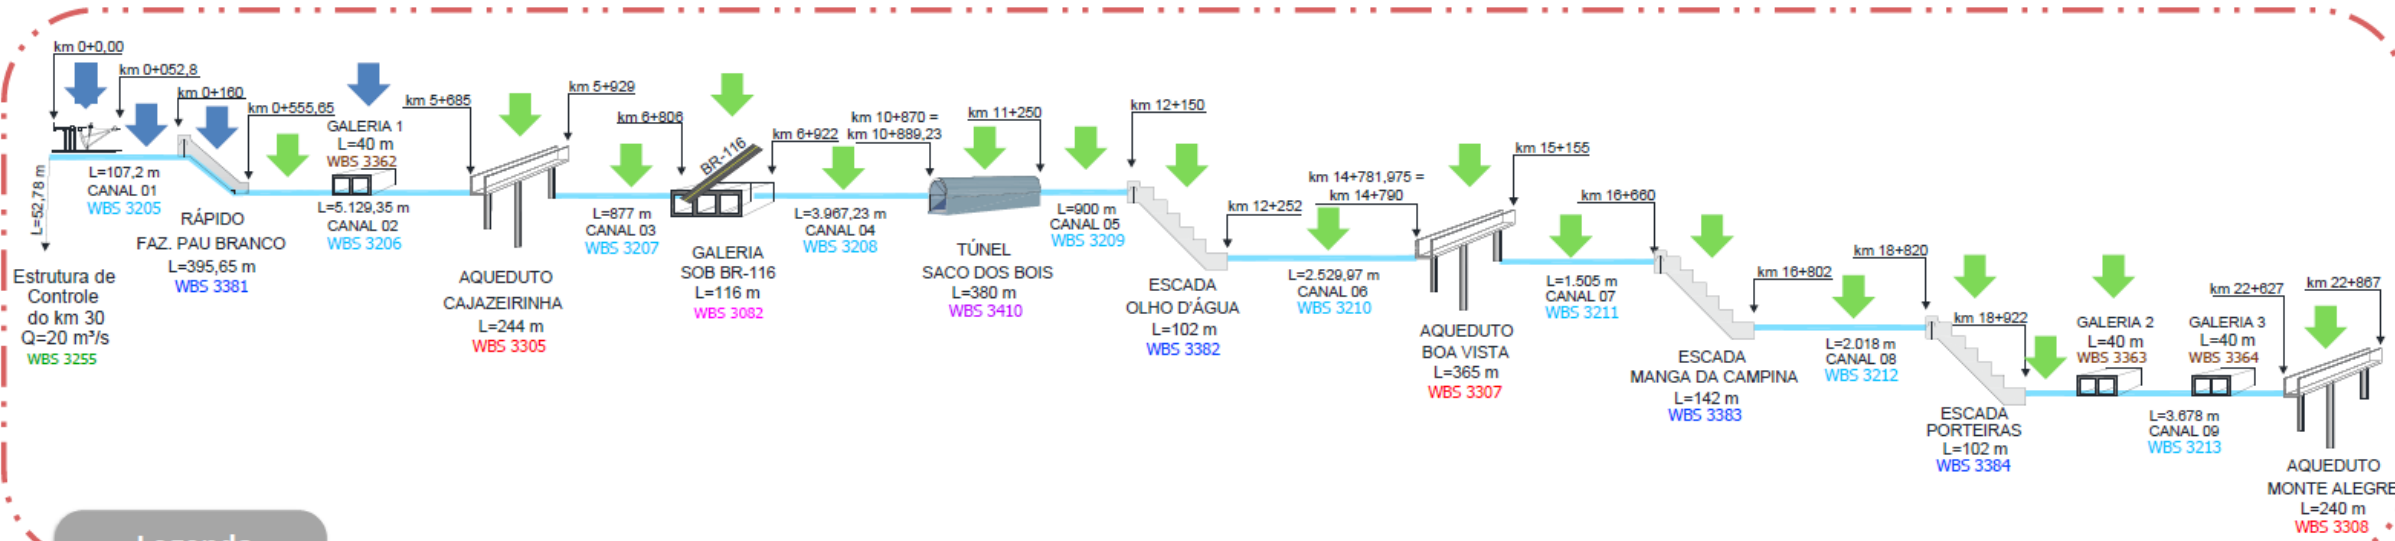 km 0+0,00
km 0+052,8
km 0+160
km 0+555,65
L=52,78 m
Estrutura de
Controle
do km 30
Q=20 m³/s
WBS 3255
L=107,2 m
CANAL 01
WBS 3205
RÁPIDO
FAZ. PAU BRANCO
L=395,65 m
WBS 3381
GALERIA 1
L=40 m
WBS 3362
L=5.129,35 m
CANAL 02
WBS 3206
km 5+685
km 5+929
AQUEDUTO
CAJAZEIRINHA
L=244 m
WBS 3305
L=877 m
CANAL 03
WBS 3207
km 6+806
BR-116
km 6+922
GALERIA
SOB BR-116
L=116 m
WBS 3082
L=3.967,23 m
CANAL 04
WBS 3208
km 10+870 =
km 10+889,23
km 11+250
TÚNEL
SACO DOS BOIS
L=380 m
WBS 3410
L=900 m
CANAL 05
WBS 3209
km 12+150
km 12+252
ESCADA
OLHO D'ÁGUA
L=102 m
WBS 3382
L=2.529,97 m
CANAL 06
WBS 3210
km 14+781,975 =
km 14+790
km 15+155
AQUEDUTO
BOA VISTA
L=365 m
WBS 3307
L=1.505 m
CANAL 07
WBS 3211
km 16+660
km 16+802
ESCADA
MANGA DA CAMPINA
L=142 m
WBS 3383
L=2.018 m
CANAL 08
WBS 3212
km 18+820
km 18+922
ESCADA
PORTEIRAS
L=102 m
WBS 3384
GALERIA 2
L=40 m
WBS 3363
GALERIA 3
L=40 m
WBS 3364
L=3.678 m
CANAL 09
WBS 3213
km 22+627
km 22+867
AQUEDUTO
MONTE ALEGRE
L=240 m
WBS 3308